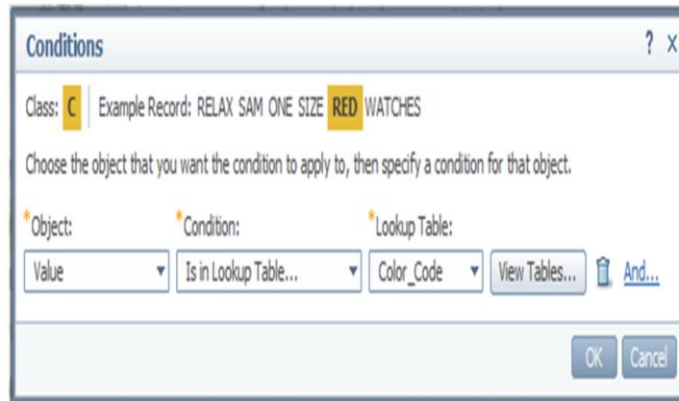 Conditions ? ×
Class: C Example Record: RELAX SAM ONE SIZE RED WATCHES
Choose the object that you want the condition to apply to, then specify a condition for that object.
*Object: *Condition: *Lookup Table:
Value Is in Lookup Table... Color_Code View Tables... And...
OK Cancel